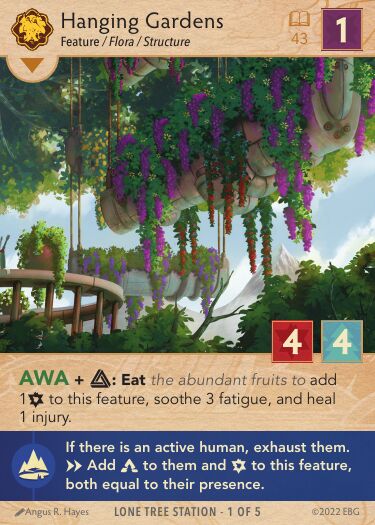 Hanging Gardens
Feature / Flora / Structure
43
1
4 4
AWA + : Eat the abundant fruits to add
1 to this feature, soothe 3 fatigue, and heal
1 injury.
If there is an active human, exhaust them.
Add to them and to this feature,
both equal to their presence.
Angus R. Hayes LONE TREE STATION - 1 OF 5 ©2022 EBG